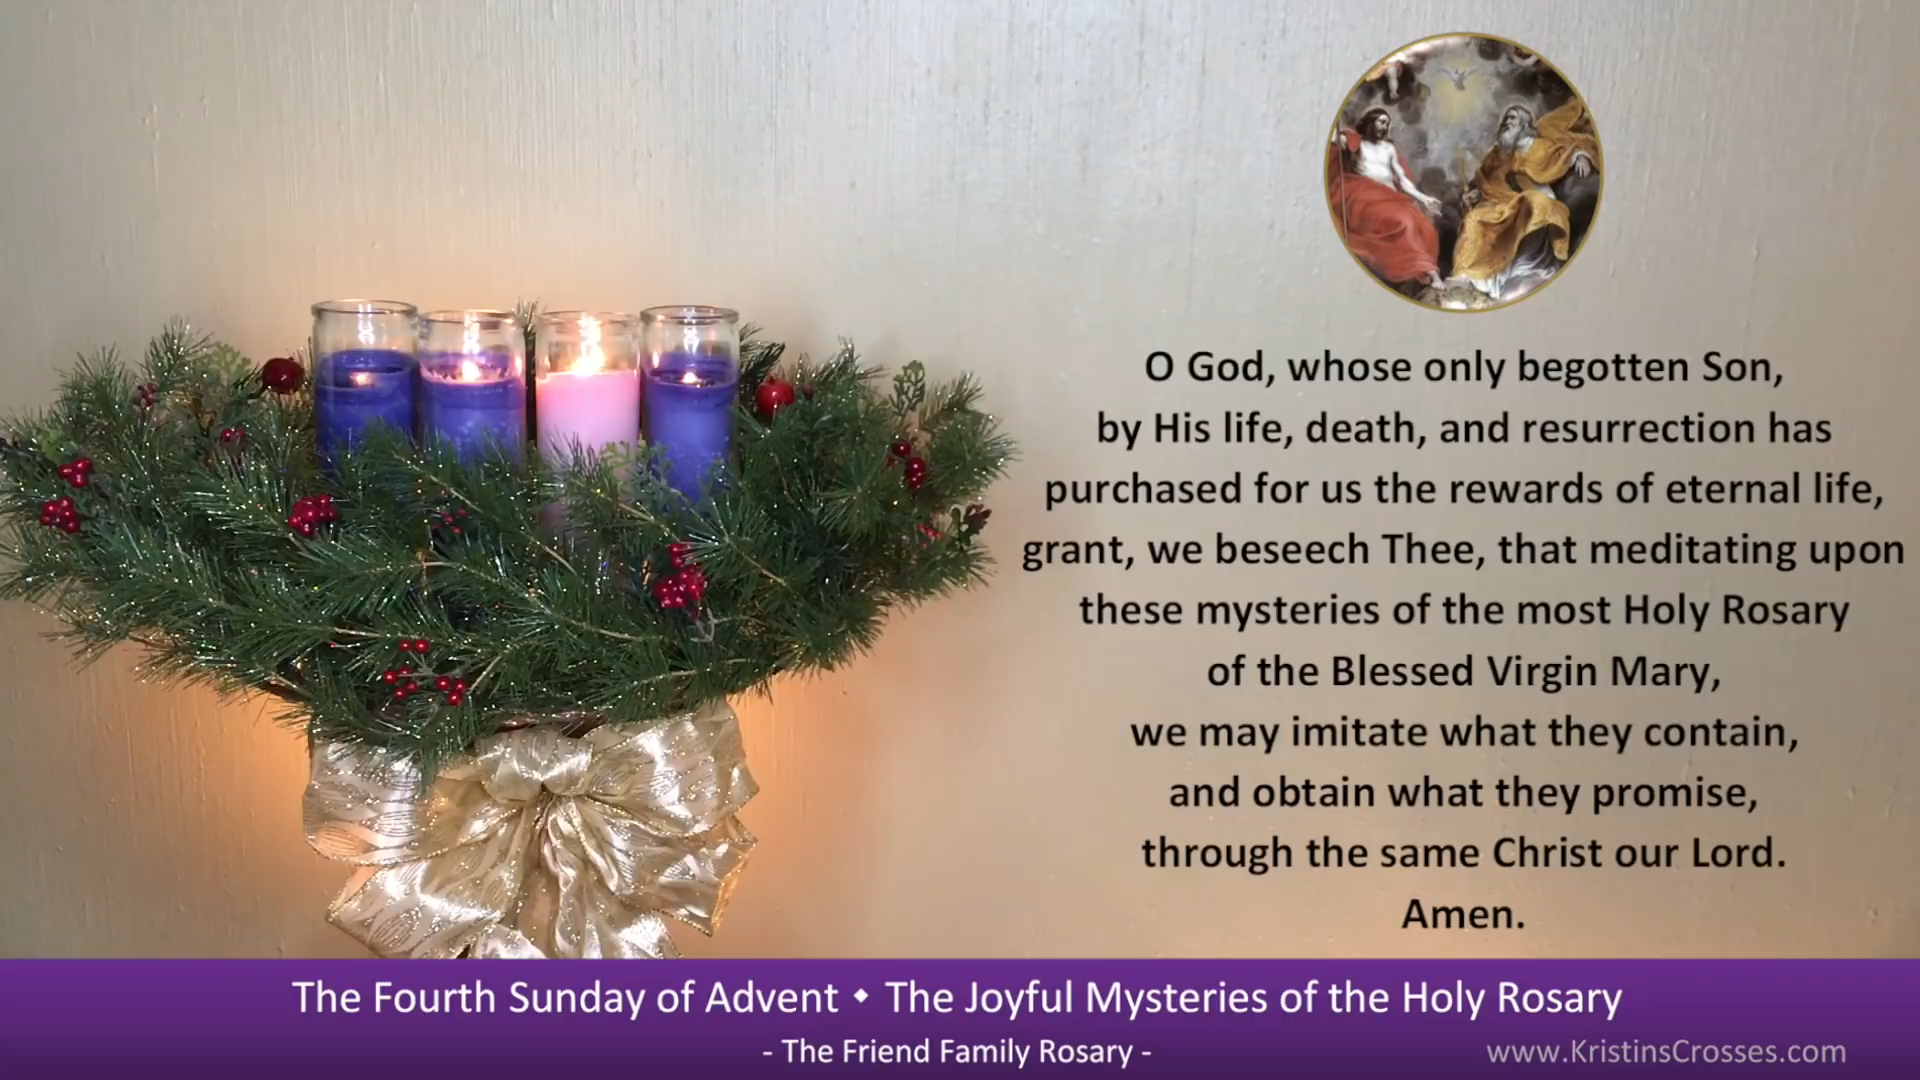 O God, whose only begotten Son,
by His life, death, and resurrection has
purchased for us the rewards of eternal life,
grant, we beseech Thee, that meditating upon
these mysteries of the most Holy Rosary
of the Blessed Virgin Mary,
we may imitate what they contain,
and obtain what they promise,
through the same Christ our Lord.
Amen.
The Fourth Sunday of Advent • The Joyful Mysteries of the Holy Rosary
- The Friend Family Rosary -
www.KristinsCrosses.com